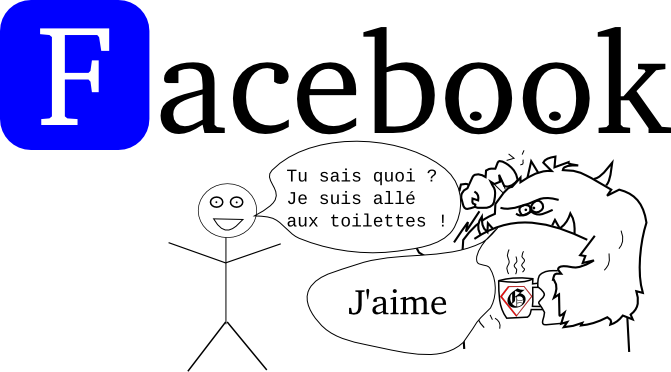 Facebook
Tu sais quoi ?
Je suis allé
aux toilettes !
J'aime
G